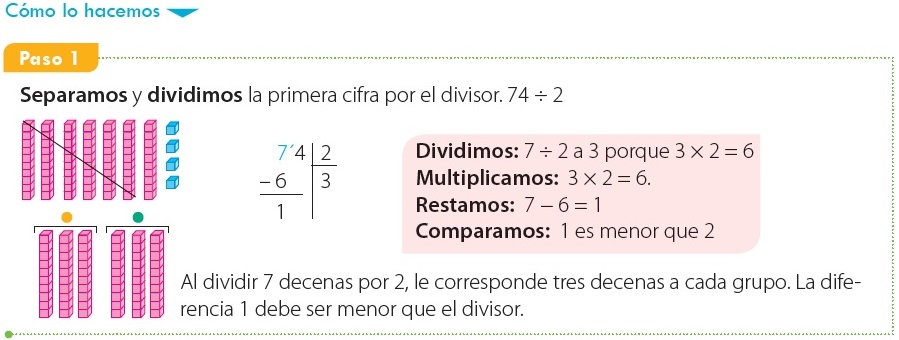 Cómo lo hacemos
Paso 1
Separamos y dividimos la primera cifra por el divisor. 74 ÷ 2
7´4 2
– 6 3
1
Dividimos: 7 ÷ 2 a 3 porque 3 × 2 = 6
Multiplicamos: 3 × 2 = 6.
Restamos: 7 – 6 = 1
Comparamos: 1 es menor que 2
Al dividir 7 decenas por 2, le corresponde tres decenas a cada grupo. La dife-
rencia 1 debe ser menor que el divisor.